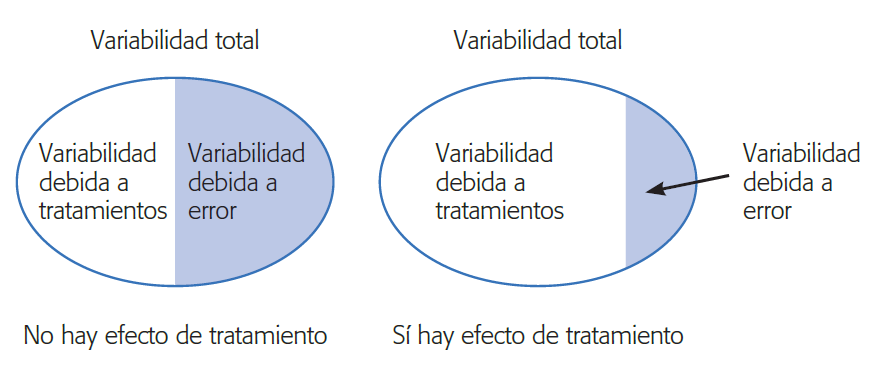 Variabilidad total
Variabilidad
debida a
tratamientos
Variabilidad
debida a
error
No hay efecto de tratamiento
Variabilidad total
Variabilidad
debida a
tratamientos
Variabilidad
debida a
error
Sí hay efecto de tratamiento